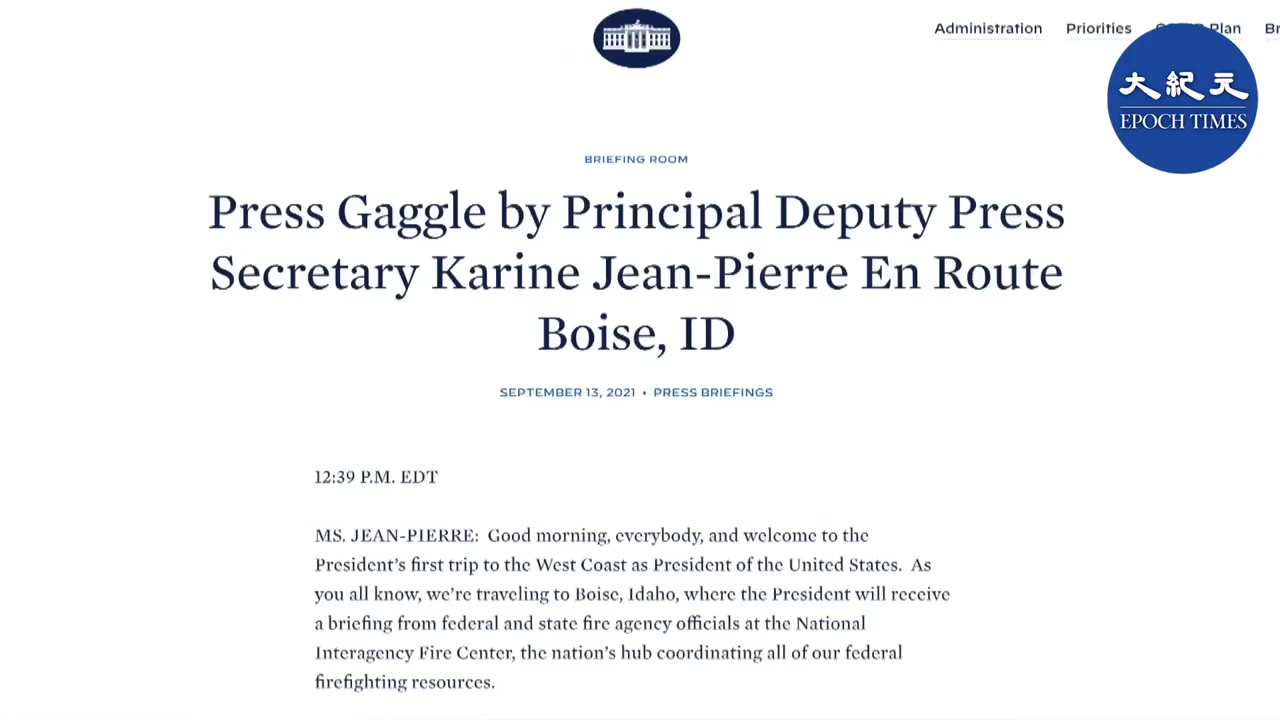 Administration Priorities Plan
大紀元
EPOCH TIMES
BRIEFING ROOM
Press Gaggle by Principal Deputy Press
Secretary Karine Jean-Pierre En Route
Boise, ID
SEPTEMBER 13, 2021 • PRESS BRIEFINGS
12:39 P.M. EDT
MS. JEAN-PIERRE: Good morning, everybody, and welcome to the
President’s first trip to the West Coast as President of the United States. As
you all know, we’re traveling to Boise, Idaho, where the President will receive
a briefing from federal and state fire agency officials at the National
Interagency Fire Center, the nation’s hub coordinating all of our federal
firefighting resources.